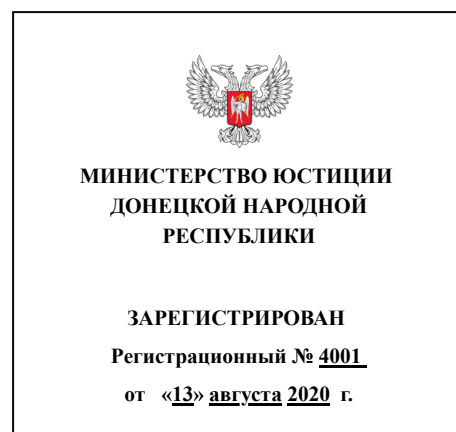 МИНИСТЕРСТВО ЮСТИЦИИ
ДОНЕЦКОЙ НАРОДНОЙ
РЕСПУБЛИКИ
ЗАРЕГИСТРИРОВАН
Регистрационный № 4001
от «13» августа 2020 г.